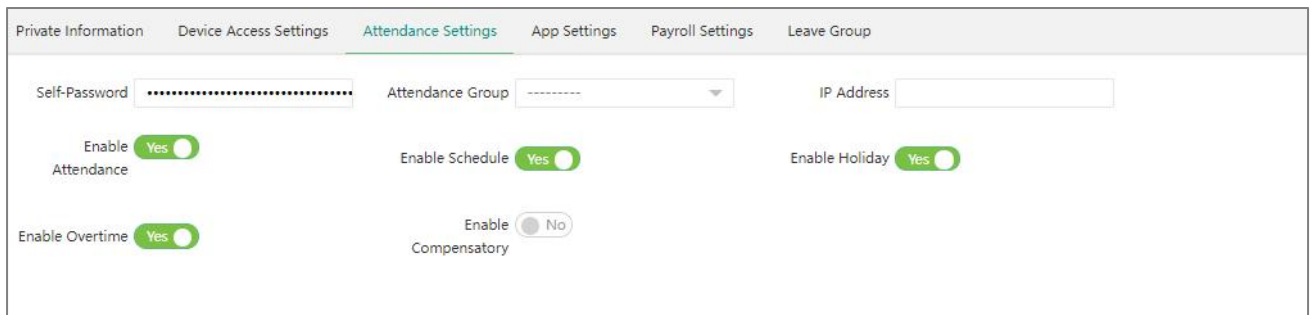 Private Information Device Access Settings Attendance Settings App Settings Payroll Settings Leave Group
Self-Password •••••••••••••••••••••••••••••••••• Attendance Group --------- IP Address
Enable Attendance Yes Enable Schedule Yes Enable Holiday Yes
Enable Overtime Yes Enable Compensatory No